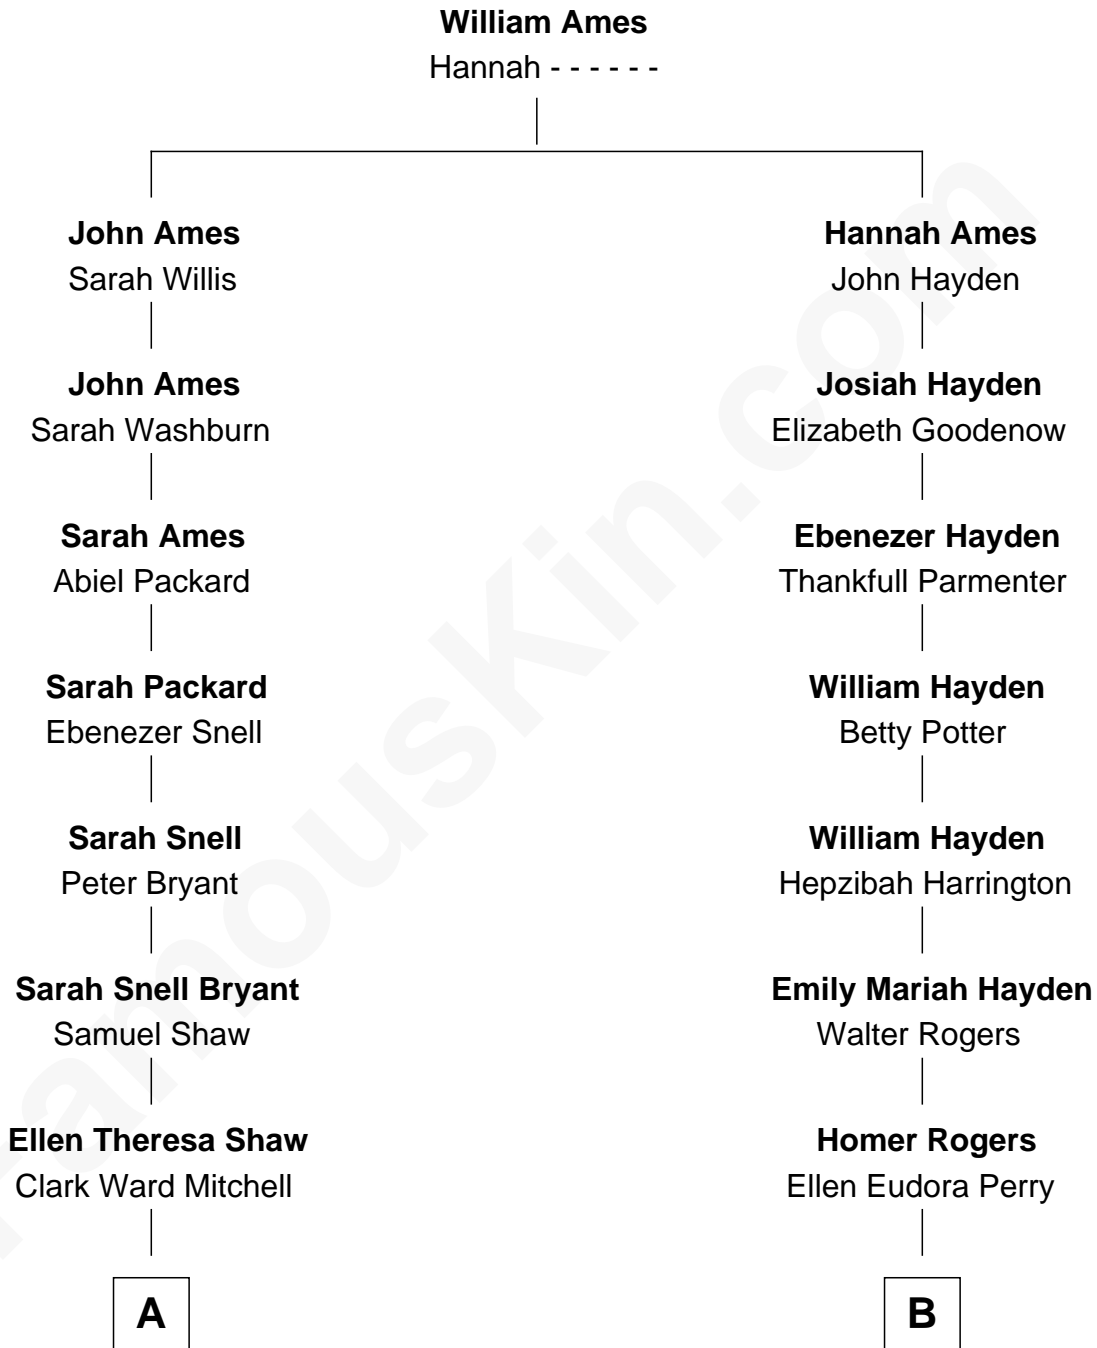 William Ames
Hannah - - - - - -
John Ames
Sarah Willis
Hannah Ames
John Hayden
John Ames
Sarah Washburn
Josiah Hayden
Elizabeth Goodenow
Sarah Ames
Abiel Packard
Ebenezer Hayden
Thankfull Parmenter
Sarah Packard
Ebenezer Snell
William Hayden
Betty Potter
Sarah Snell
Peter Bryant
William Hayden
Hepzibah Harrington
Sarah Snell Bryant
Samuel Shaw
Emily Mariah Hayden
Walter Rogers
Ellen Theresa Shaw
Clark Ward Mitchell
Homer Rogers
Ellen Eudora Perry
A
B
FamousKin.com